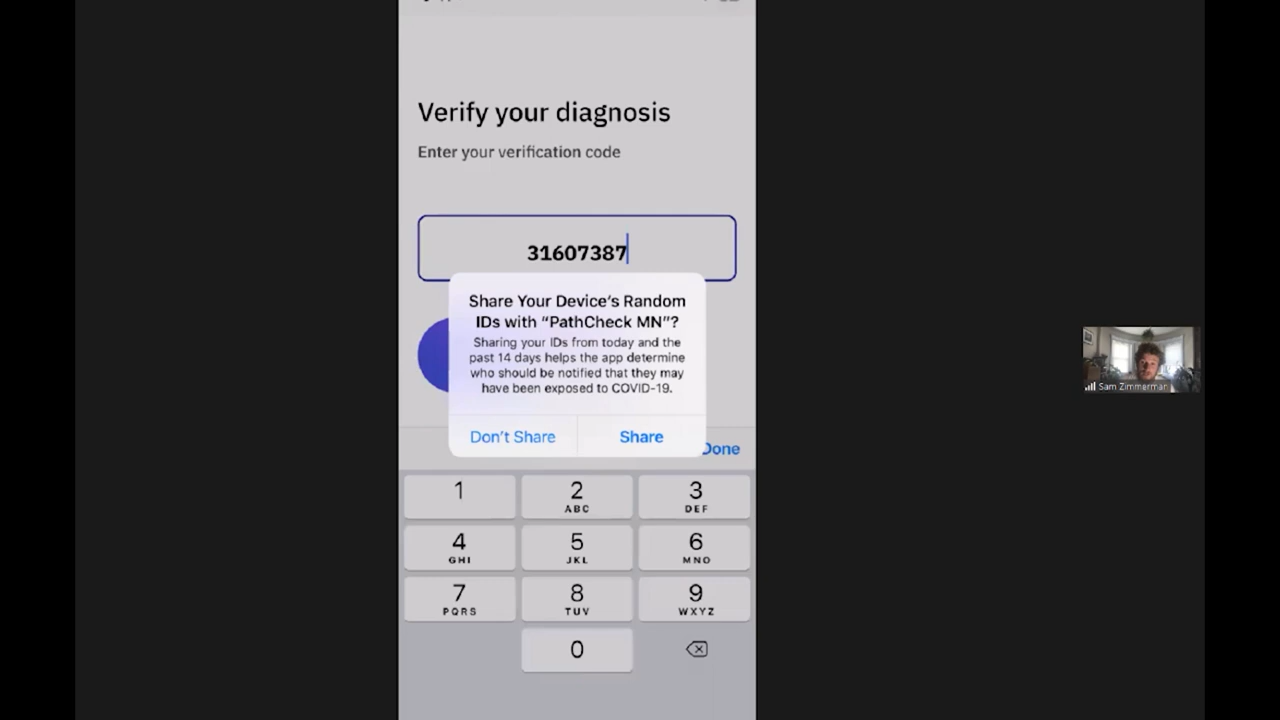 Verify your diagnosis
Enter your verification code
31607387
Share Your Device's Random
IDs with “PathCheck MN”?
Sharing your IDs from today and the
past 14 days helps the app determine
who should be notified that they may
have been exposed to COVID-19.
Don't Share
Share
Done
1
2
ABC
3
DEF
4
GHI
5
JKL
6
MNO
7
PQRS
8
TUV
9
WXYZ
0
Sam Zimmerman